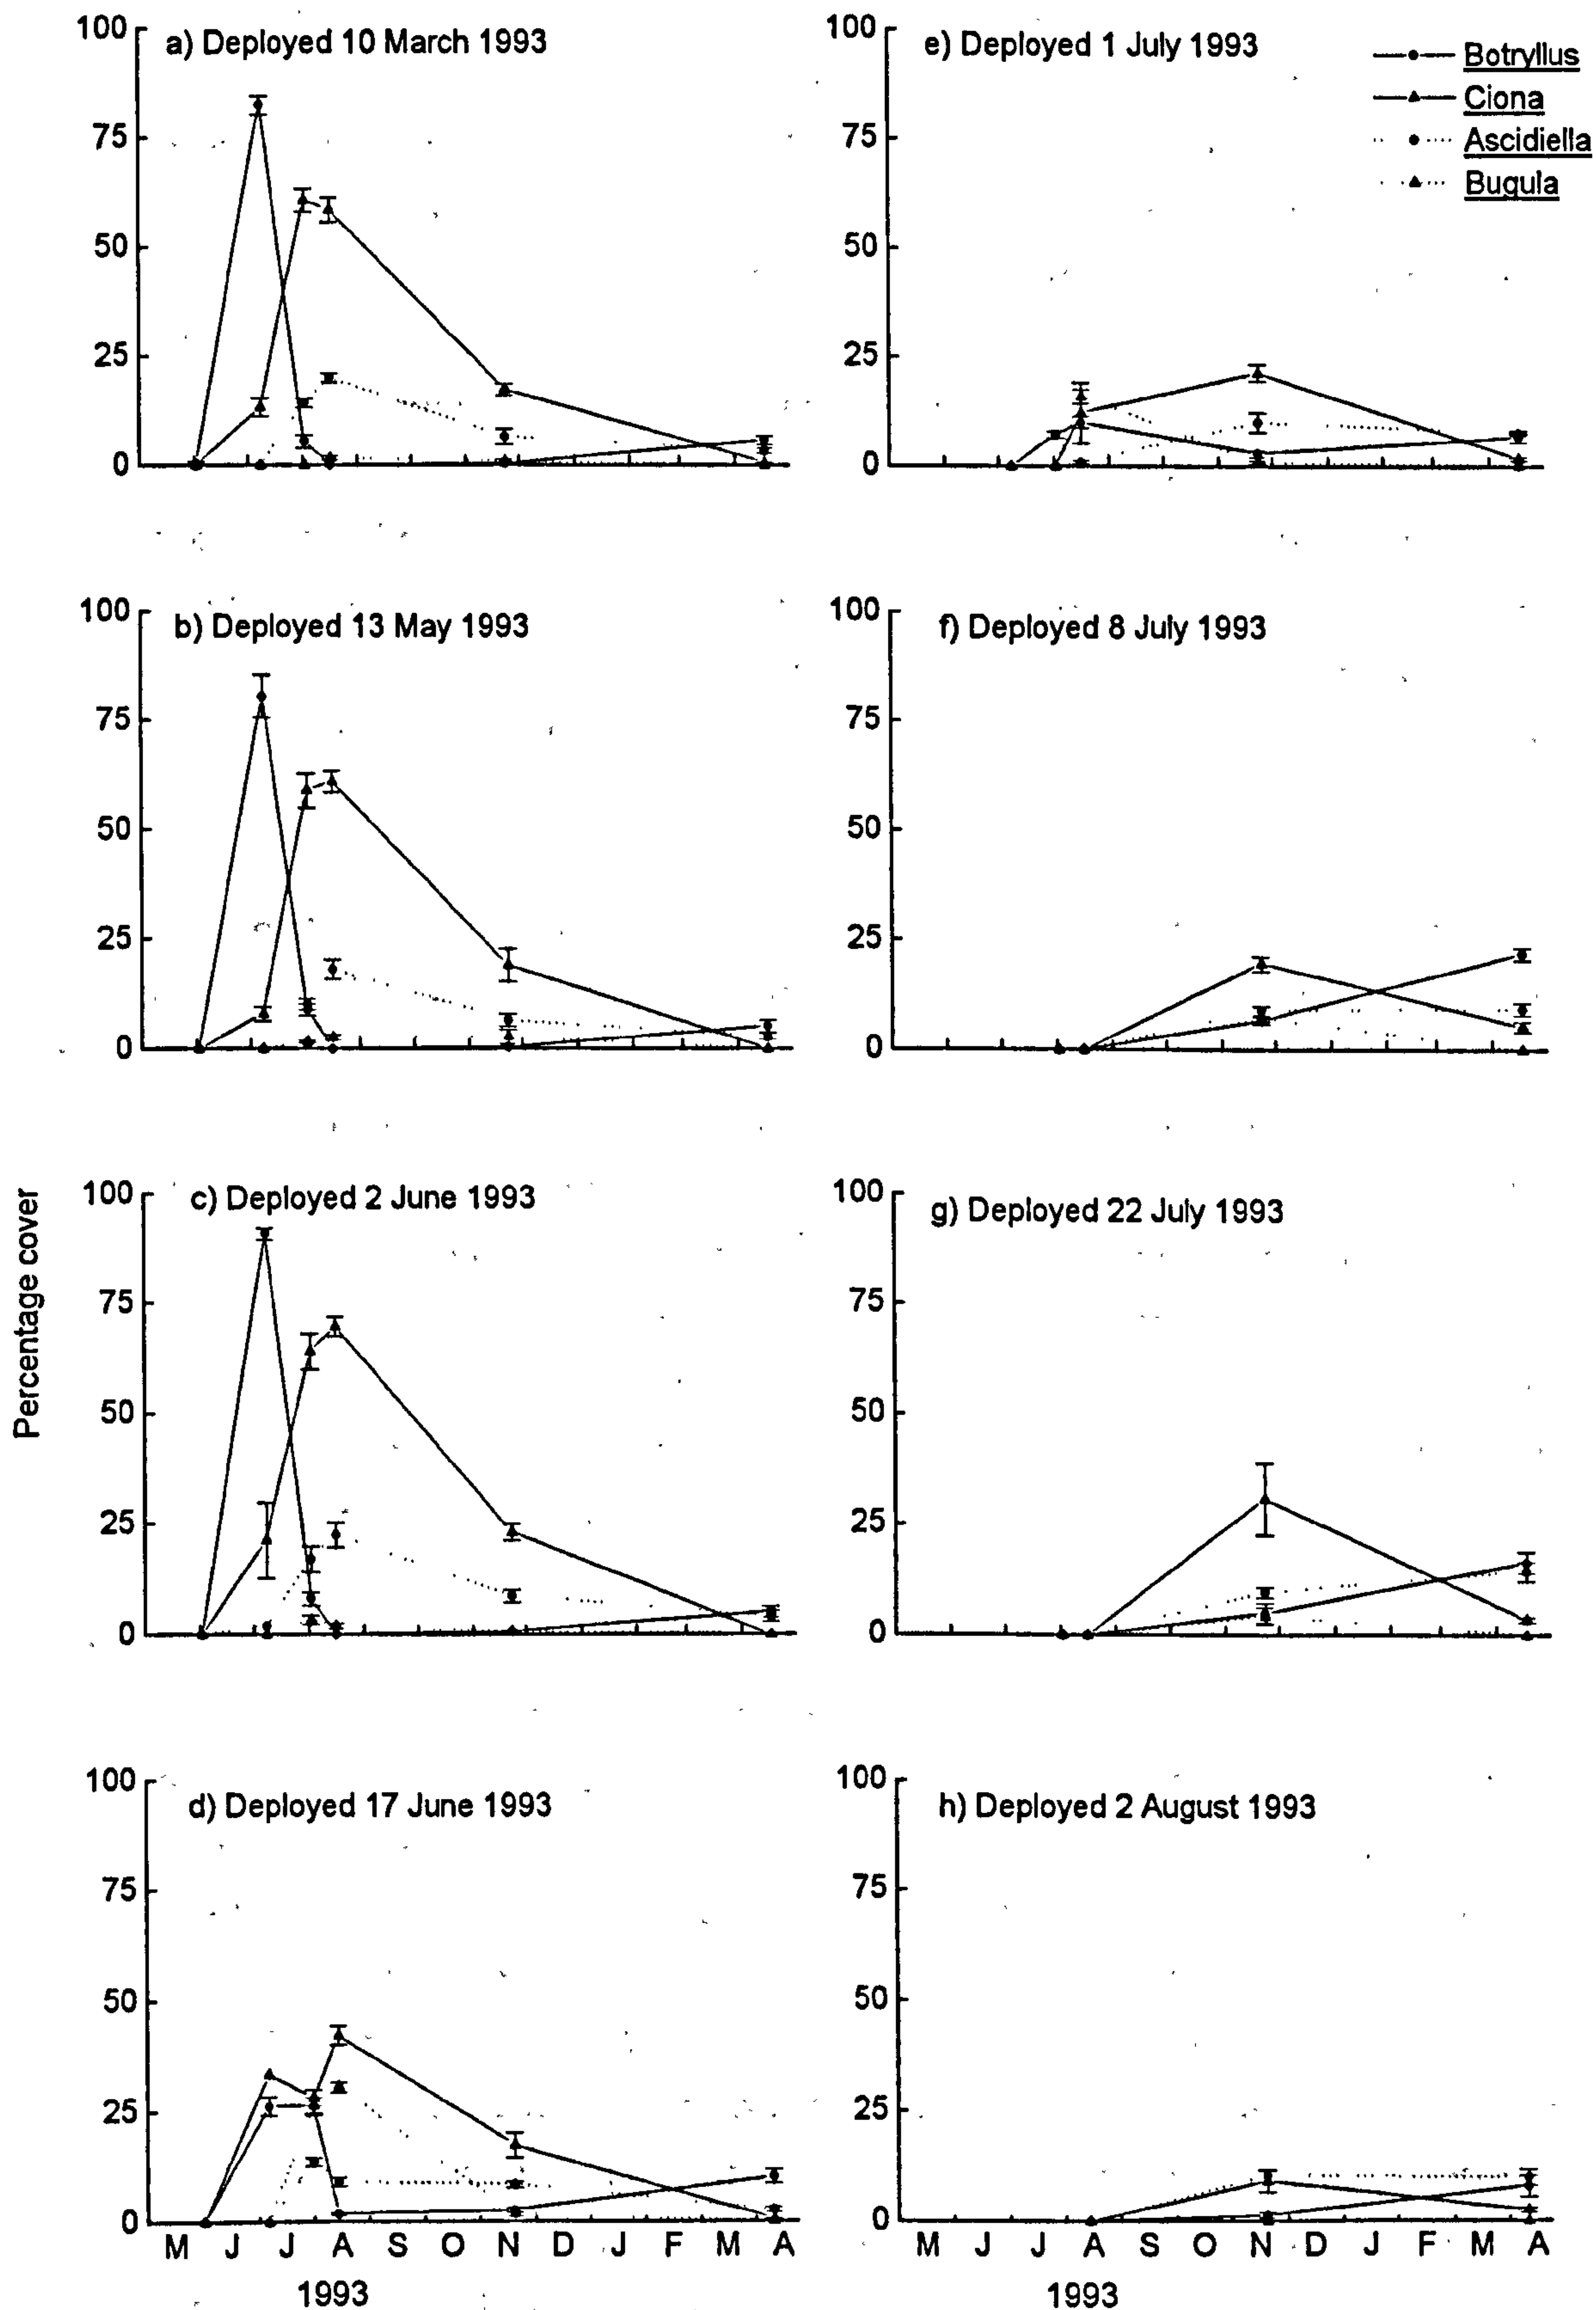 a) Deployed 10 March 1993
100
75
50
25
0
e) Deployed 1 July 1993
100
75
50
25
0
Botryllus
Ciona
Ascidiella
Bugula
b) Deployed 13 May 1993
100
75
50
25
0
f) Deployed 8 July 1993
100
75
50
25
0
Percentage cover
c) Deployed 2 June 1993
100
75
50
25
0
g) Deployed 22 July 1993
100
75
50
25
0
d) Deployed 17 June 1993
100
75
50
25
0
M J J A S O N D J F M A
1993
h) Deployed 2 August 1993
100
75
50
25
0
M J J A S O N D J F M A
1993